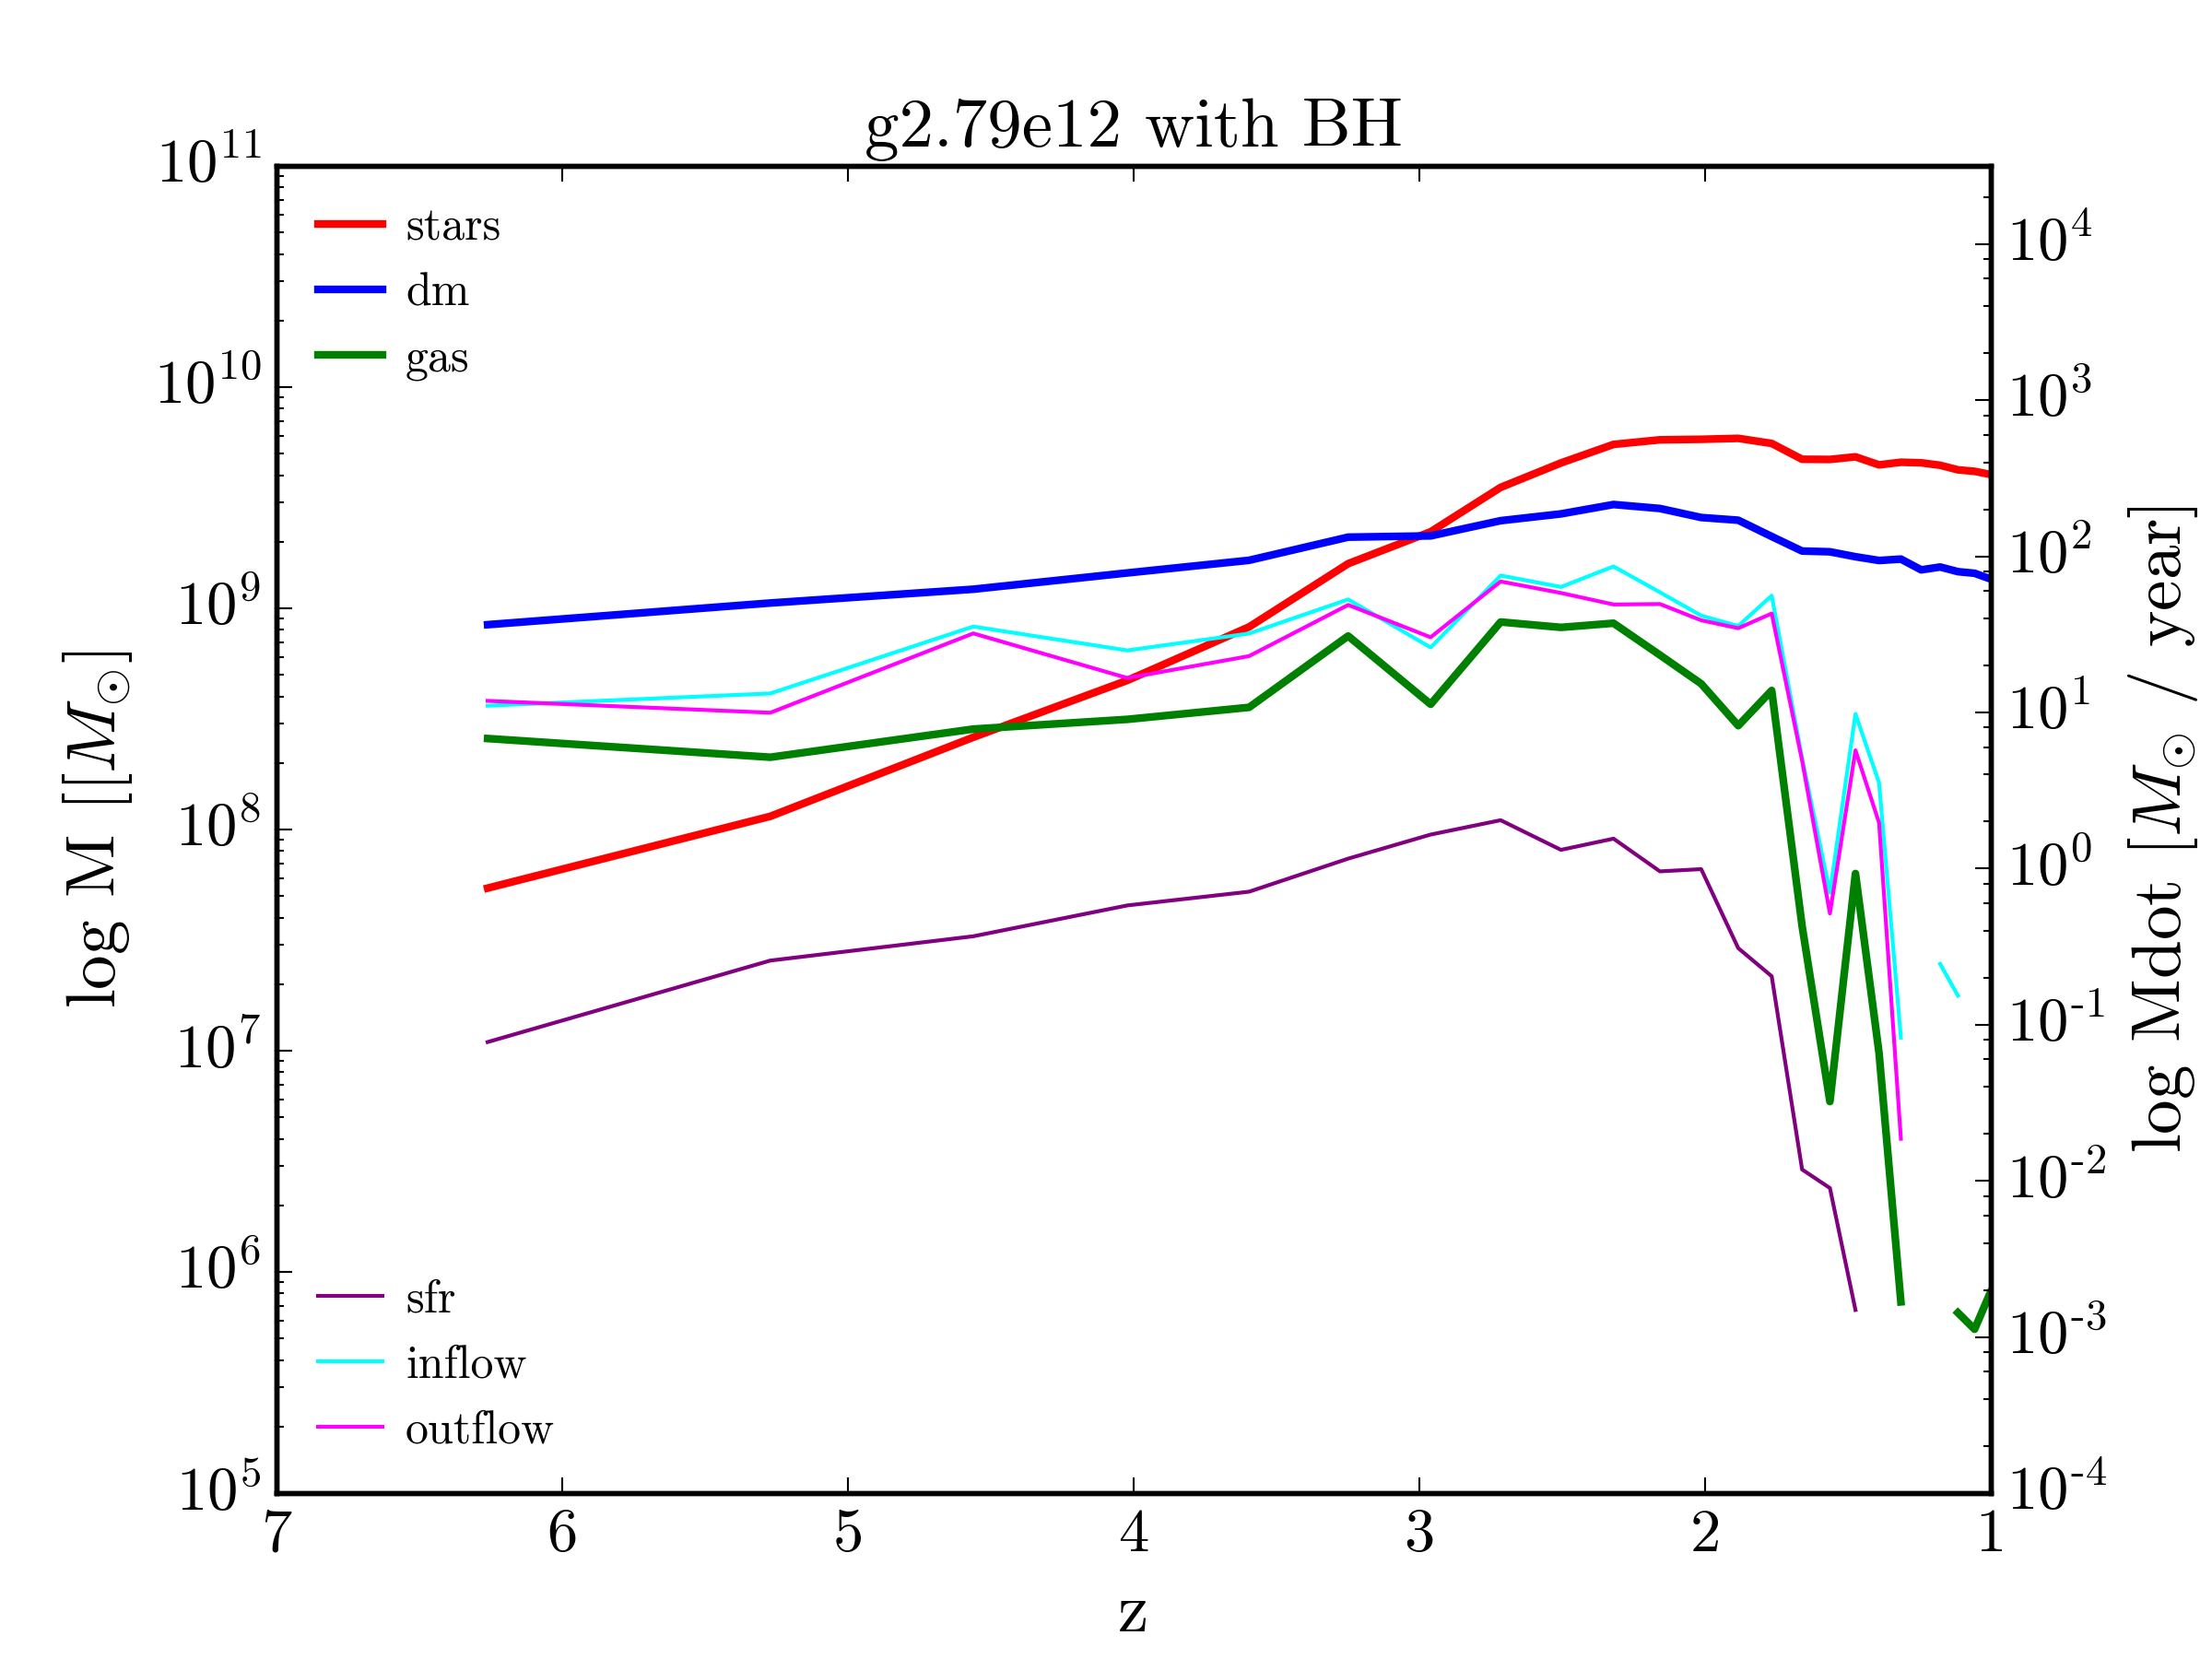 g2.79e12 with BH
log M [[M☉]
10^11
10^10
10^9
10^8
10^7
10^6
10^5
stars
dm
gas
sfr
inflow
outflow
10^4
10^3
10^2
10^1
10^0
10^-1
10^-2
10^-3
10^-4
log Mdot [M☉ / year]
7 6 5 4 3 2 1
z